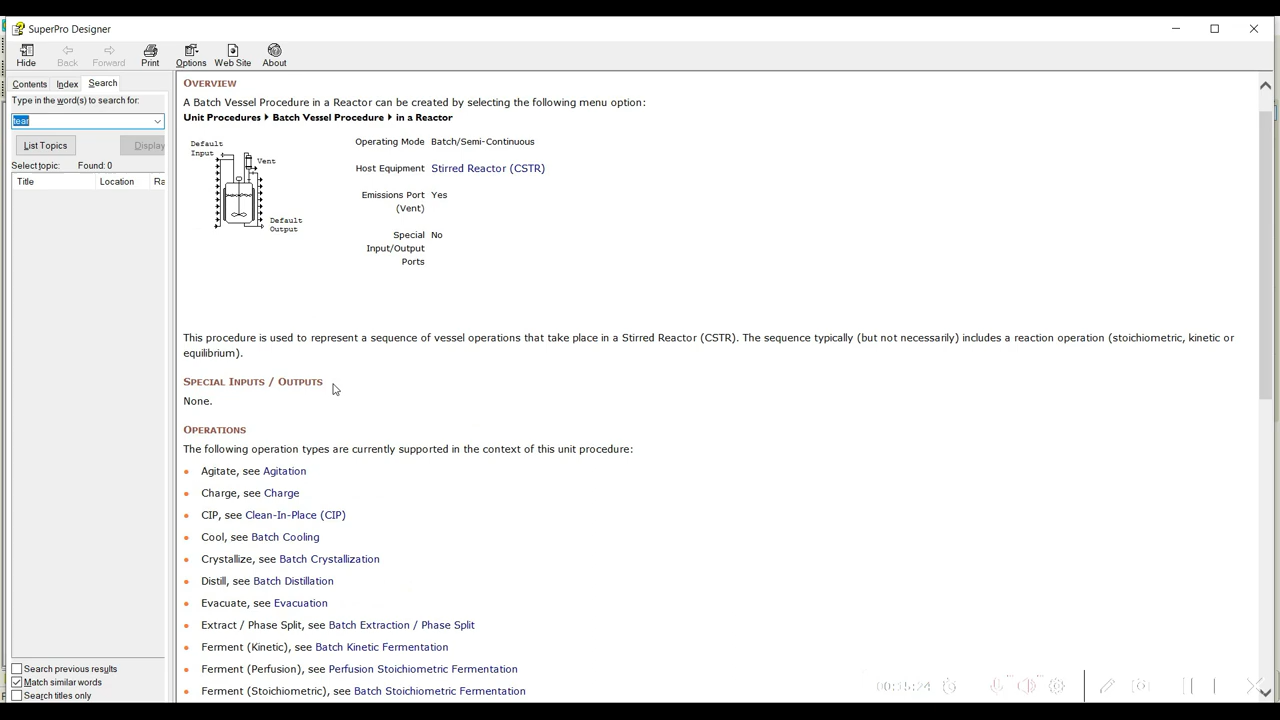 SuperPro Designer
Hide
Back
Forward
Print
Options
Web Site
About
Contents
Index
Search
Type in the word(s) to search for:
tear
List Topics
Display
Select topic:
Found: 0
Title
Location
Ra
Search previous results
Match similar words
Search titles only
OVERVIEW
A Batch Vessel Procedure in a Reactor can be created by selecting the following menu option:
Unit Procedures ▸ Batch Vessel Procedure ▸ in a Reactor
Default
Input
Vent
Default
Output
Operating Mode Batch/Semi-Continuous
Host Equipment Stirred Reactor (CSTR)
Emissions Port Yes
(Vent)
Special No
Input/Output
Ports
This procedure is used to represent a sequence of vessel operations that take place in a Stirred Reactor (CSTR). The sequence typically (but not necessarily) includes a reaction operation (stoichiometric, kinetic or
equilibrium).
SPECIAL INPUTS / OUTPUTS
None.
OPERATIONS
The following operation types are currently supported in the context of this unit procedure:
• Agitate, see Agitation
• Charge, see Charge
• CIP, see Clean-In-Place (CIP)
• Cool, see Batch Cooling
• Crystallize, see Batch Crystallization
• Distill, see Batch Distillation
• Evacuate, see Evacuation
• Extract / Phase Split, see Batch Extraction / Phase Split
• Ferment (Kinetic), see Batch Kinetic Fermentation
• Ferment (Perfusion), see Perfusion Stoichiometric Fermentation
• Ferment (Stoichiometric), see Batch Stoichiometric Fermentation
00:15:24